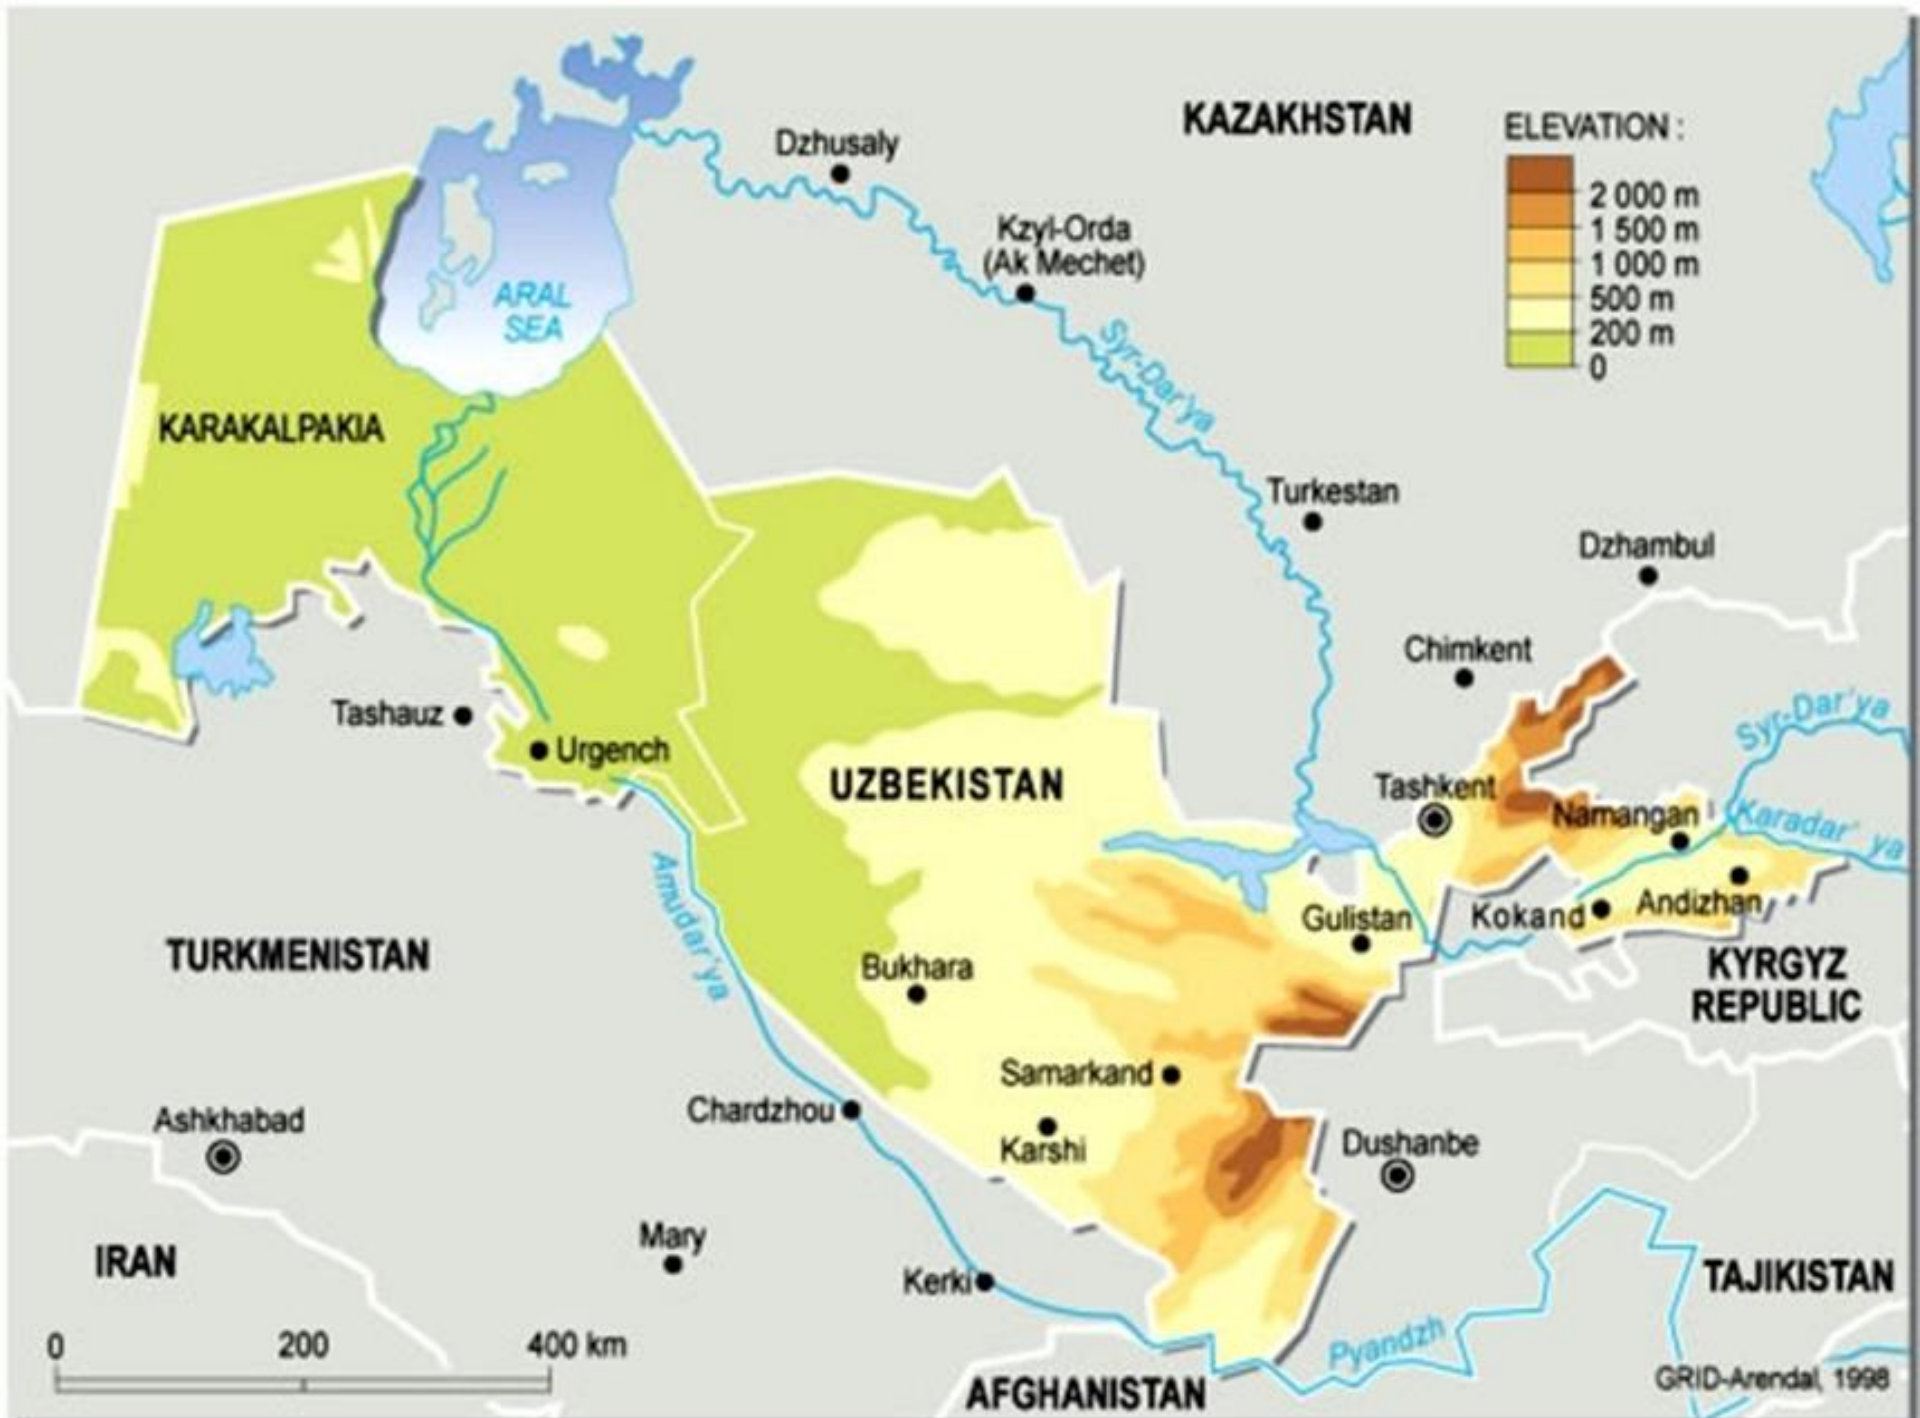 KAZAKHSTAN
ELEVATION :
2 000 m
1 500 m
1 000 m
500 m
200 m
0
Dzhusaly
Kzyl-Orda
(Ak Mechet)
ARAL
SEA
Syr-Dar'ya
KARAKALPAKIA
Turkestan
Dzhambul
Chimkent
Tashauz
Urgench
UZBEKISTAN
Tashkent
Namangan
Syr-Dar'ya
Karadar' ya
Amudar'ya
Andizhan
Kokand
Gulistan
TURKMENISTAN
Bukhara
KYRGYZ
REPUBLIC
Samarkand
Chardzhou
Ashkhabad
Karshi
Dushanbe
Mary
IRAN
Kerki
TAJIKISTAN
Pyandzh
0 200 400 km
AFGHANISTAN
GRID-Arendal, 1998